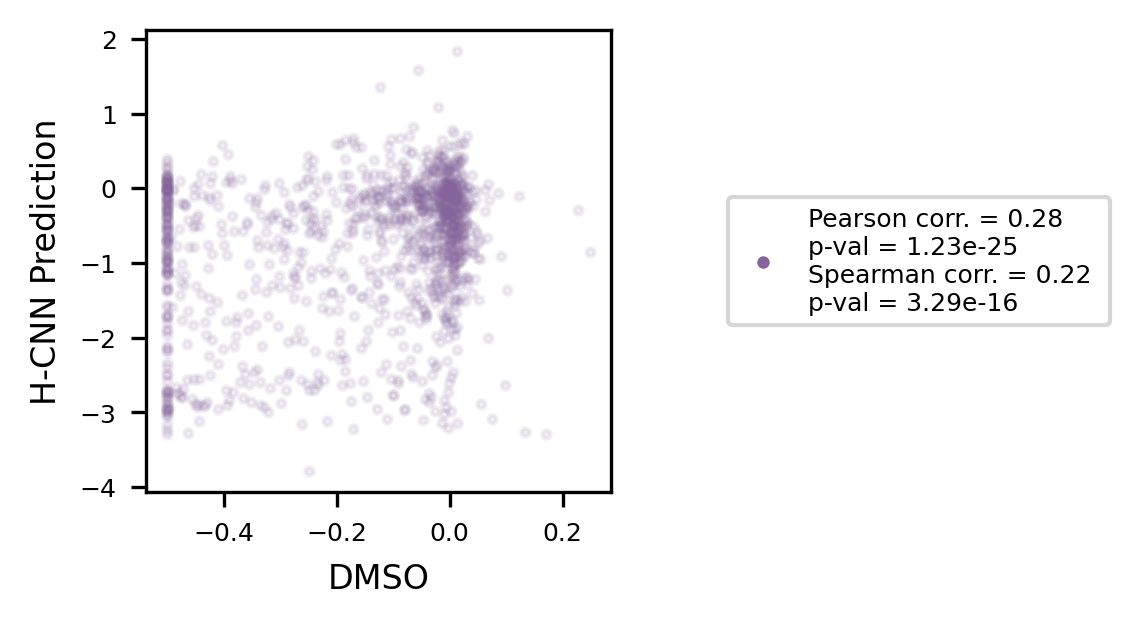 2
1
0
−1
−2
−3
−4
H-CNN Prediction
−0.4
−0.2
0.0
0.2
DMSO
Pearson corr. = 0.28
p-val = 1.23e-25
Spearman corr. = 0.22
p-val = 3.29e-16